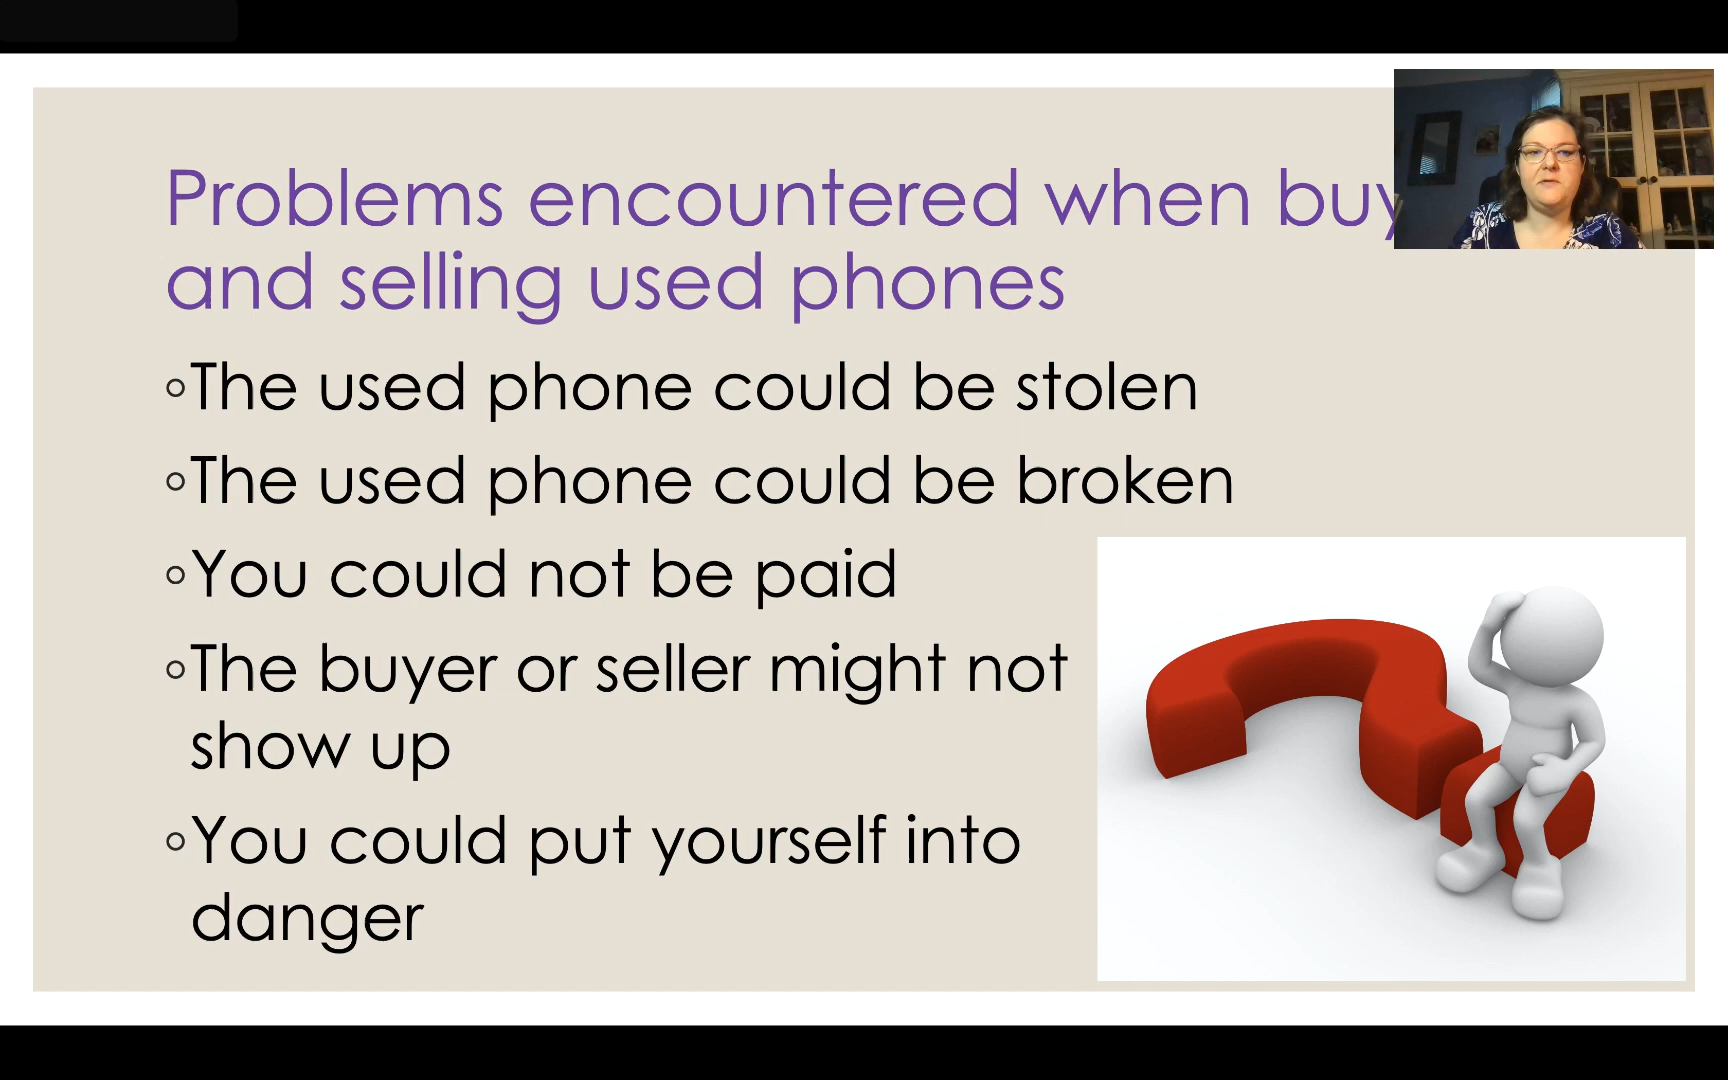 Problems encountered when buy
and selling used phones
◦The used phone could be stolen
◦The used phone could be broken
◦You could not be paid
◦The buyer or seller might not
show up
◦You could put yourself into
danger